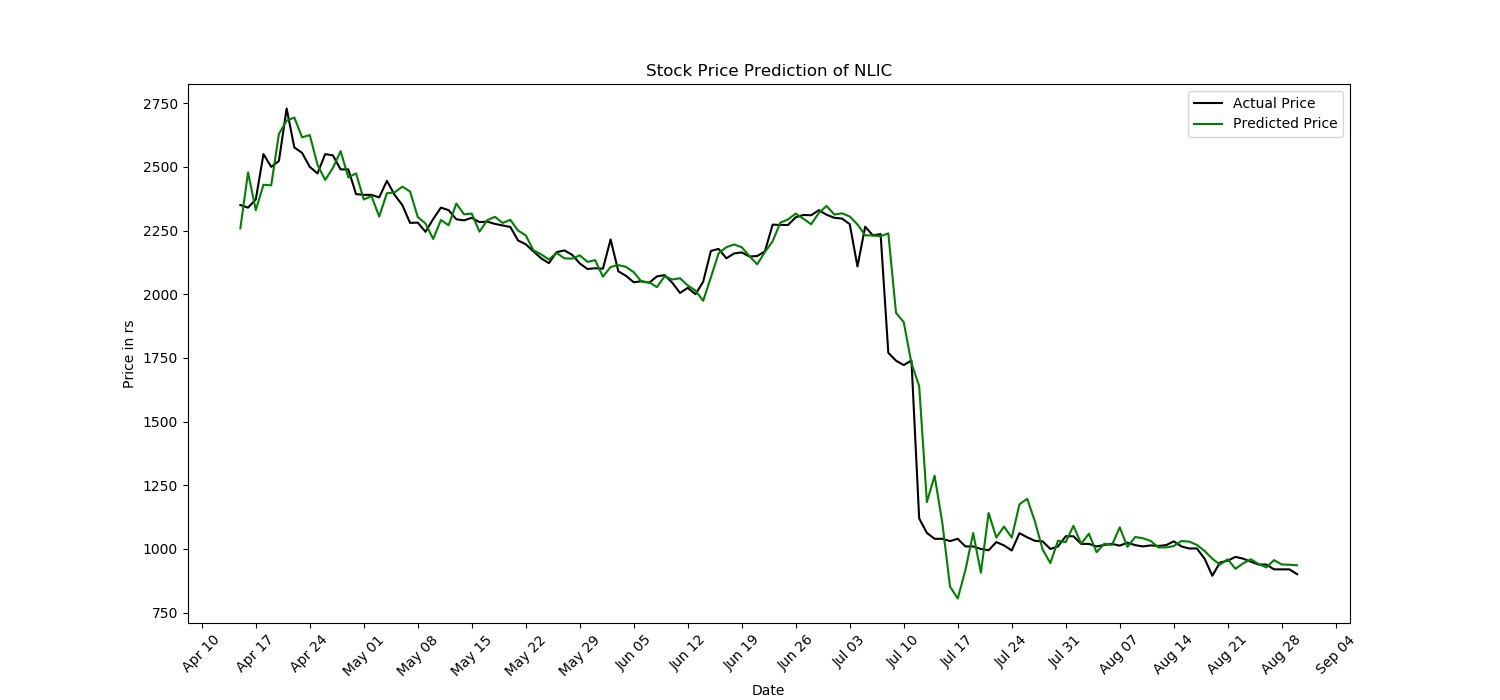 Stock Price Prediction of NLIC
Actual Price
Predicted Price
Price in rs
2750
2500
2250
2000
1750
1500
1250
1000
750
Apr 10
Apr 17
Apr 24
May 01
May 08
May 15
May 22
May 29
Jun 05
Jun 12
Jun 19
Jun 26
Jul 03
Jul 10
Jul 17
Jul 24
Jul 31
Aug 07
Aug 14
Aug 21
Aug 28
Sep 04
Date